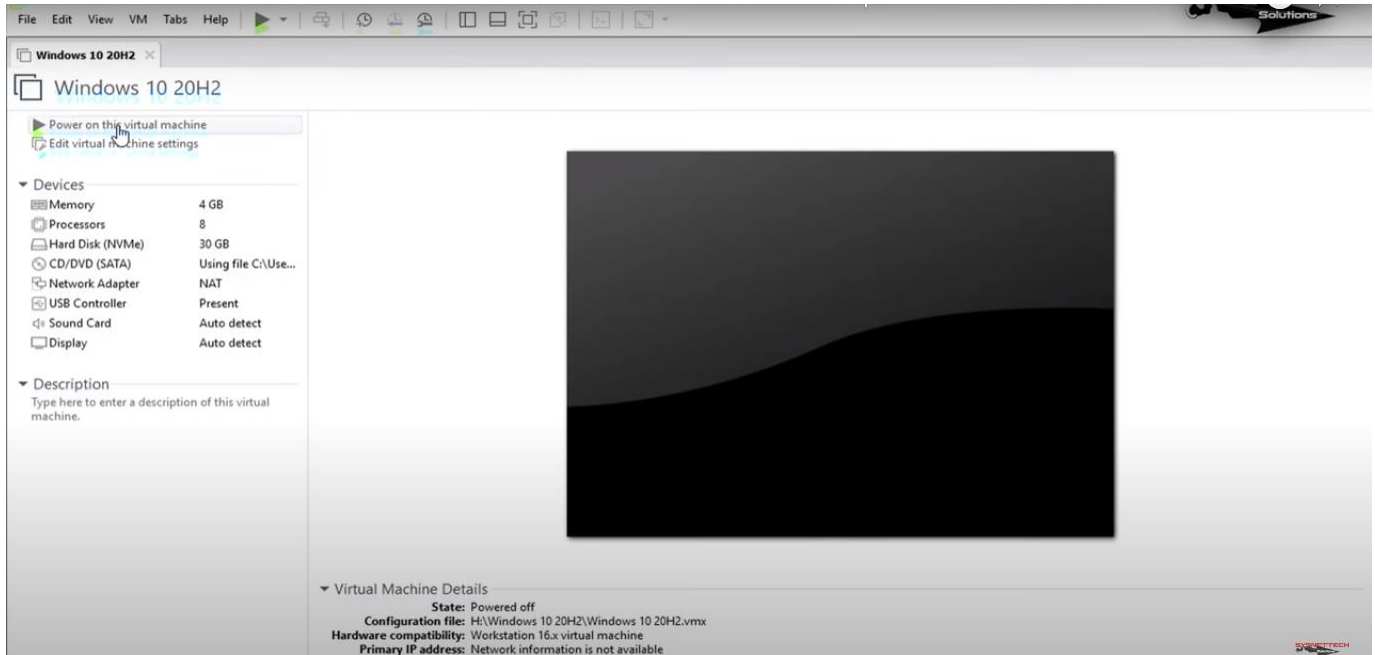 Solutions
File Edit View VM Tabs Help
Windows 10 20H2
Windows 10 20H2
Power on this virtual machine
Edit virtual machine settings
Devices
Memory 4 GB
Processors 8
Hard Disk (NVMe) 30 GB
CD/DVD (SATA) Using file C:\Use...
Network Adapter NAT
USB Controller Present
Sound Card Auto detect
Display Auto detect
Description
Type here to enter a description of this virtual
machine.
Virtual Machine Details
State: Powered off
Configuration file: H:\Windows 10 20H2\Windows 10 20H2.vmx
Hardware compatibility: Workstation 16.x virtual machine
Primary IP address: Network information is not available
SYSNETTECH